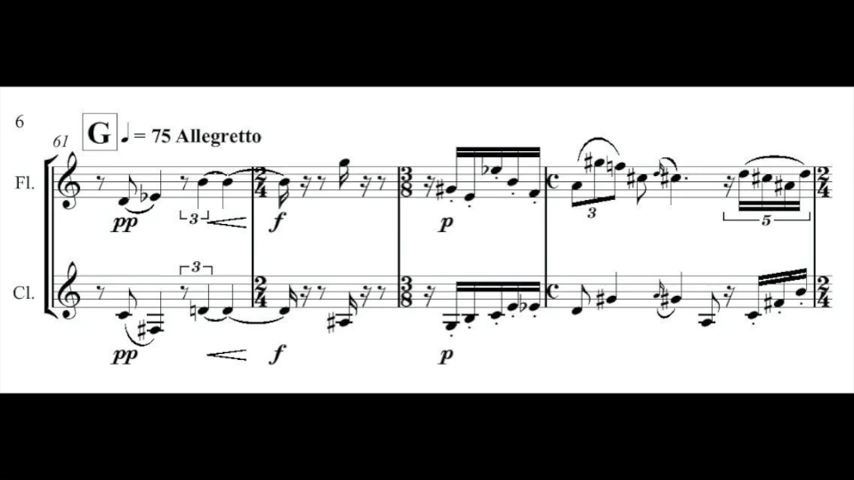 6
61 G ♩ = 75 Allegretto
Fl.
3
pp f p 3 5
Cl.
3
pp f p